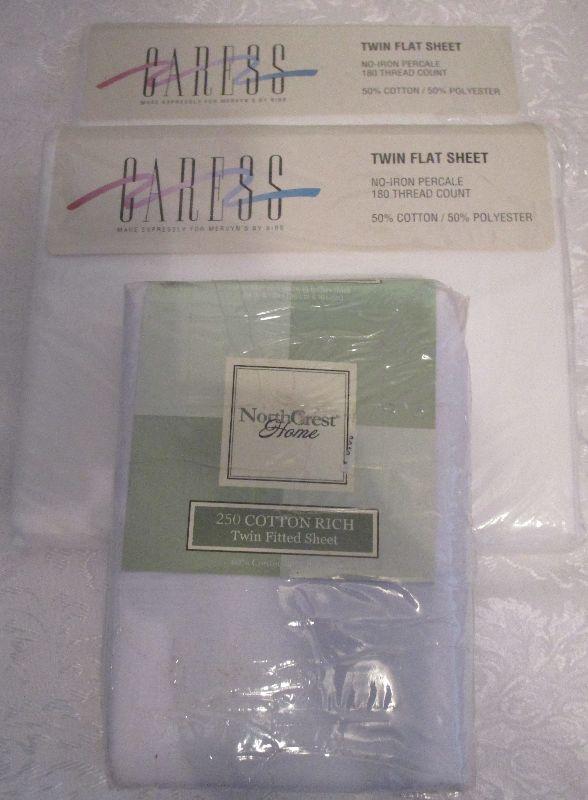 CARESS
MADE EXPRESSLY FOR MERVYN'S BY BIBB
TWIN FLAT SHEET
NO-IRON PERCALE
180 THREAD COUNT
50% COTTON / 50% POLYESTER
CARESS
MADE EXPRESSLY FOR MERVYN'S BY BIBB
TWIN FLAT SHEET
NO-IRON PERCALE
180 THREAD COUNT
50% COTTON / 50% POLYESTER
NorthCrest
Home
250 COTTON RICH
Twin Fitted Sheet
60% Cotton